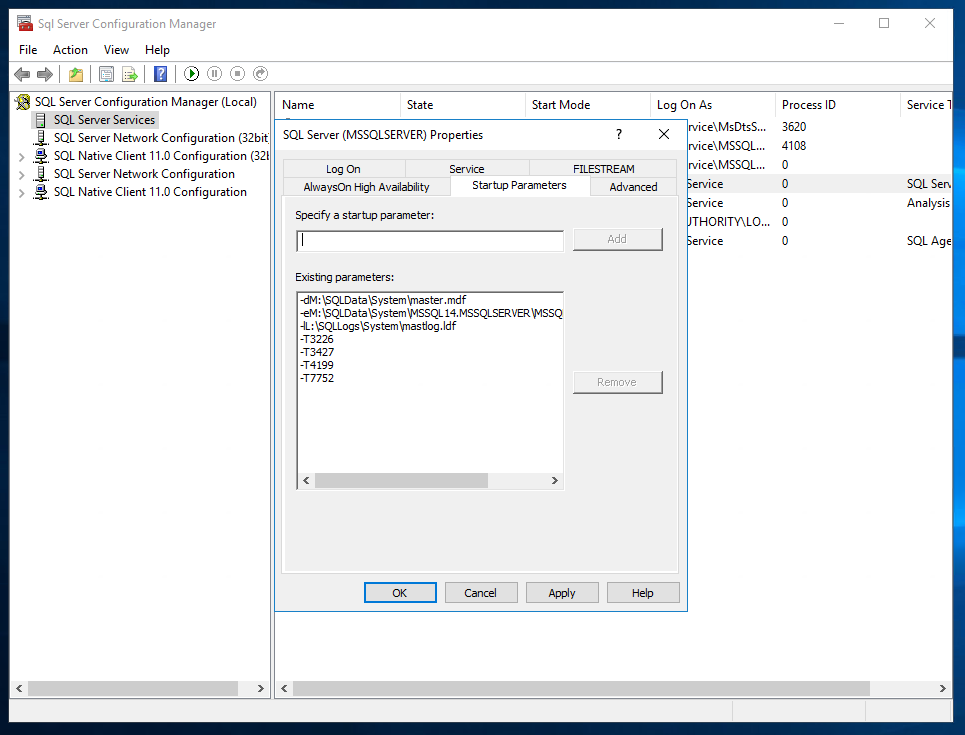 Sql Server Configuration Manager
File Action View Help
SQL Server Configuration Manager (Local)
SQL Server Services
SQL Server Network Configuration (32bit
SQL Native Client 11.0 Configuration (32b
SQL Server Network Configuration
SQL Native Client 11.0 Configuration
Name State Start Mode Log On As Process ID Service T
rvice\MsDtsS... 3620
rvice\MSSQL... 4108
rvice\MSSQL... 0
Service 0 SQL Serv
Service 0 Analysis
UTHORITY\LO... 0
Service 0 SQL Age
SQL Server (MSSQLSERVER) Properties ?
Log On Service FILESTREAM
AlwaysOn High Availability Startup Parameters Advanced
Specify a startup parameter:
Add
Existing parameters:
-dM:\SQLData\System\master.mdf
-eM:\SQLData\System\MSSQL14.MSSQLSERVER\MSSQ
-lL:\SQLLogs\System\mastlog.ldf
-T3226
-T3427
-T4199
-T7752
Remove
OK Cancel Apply Help